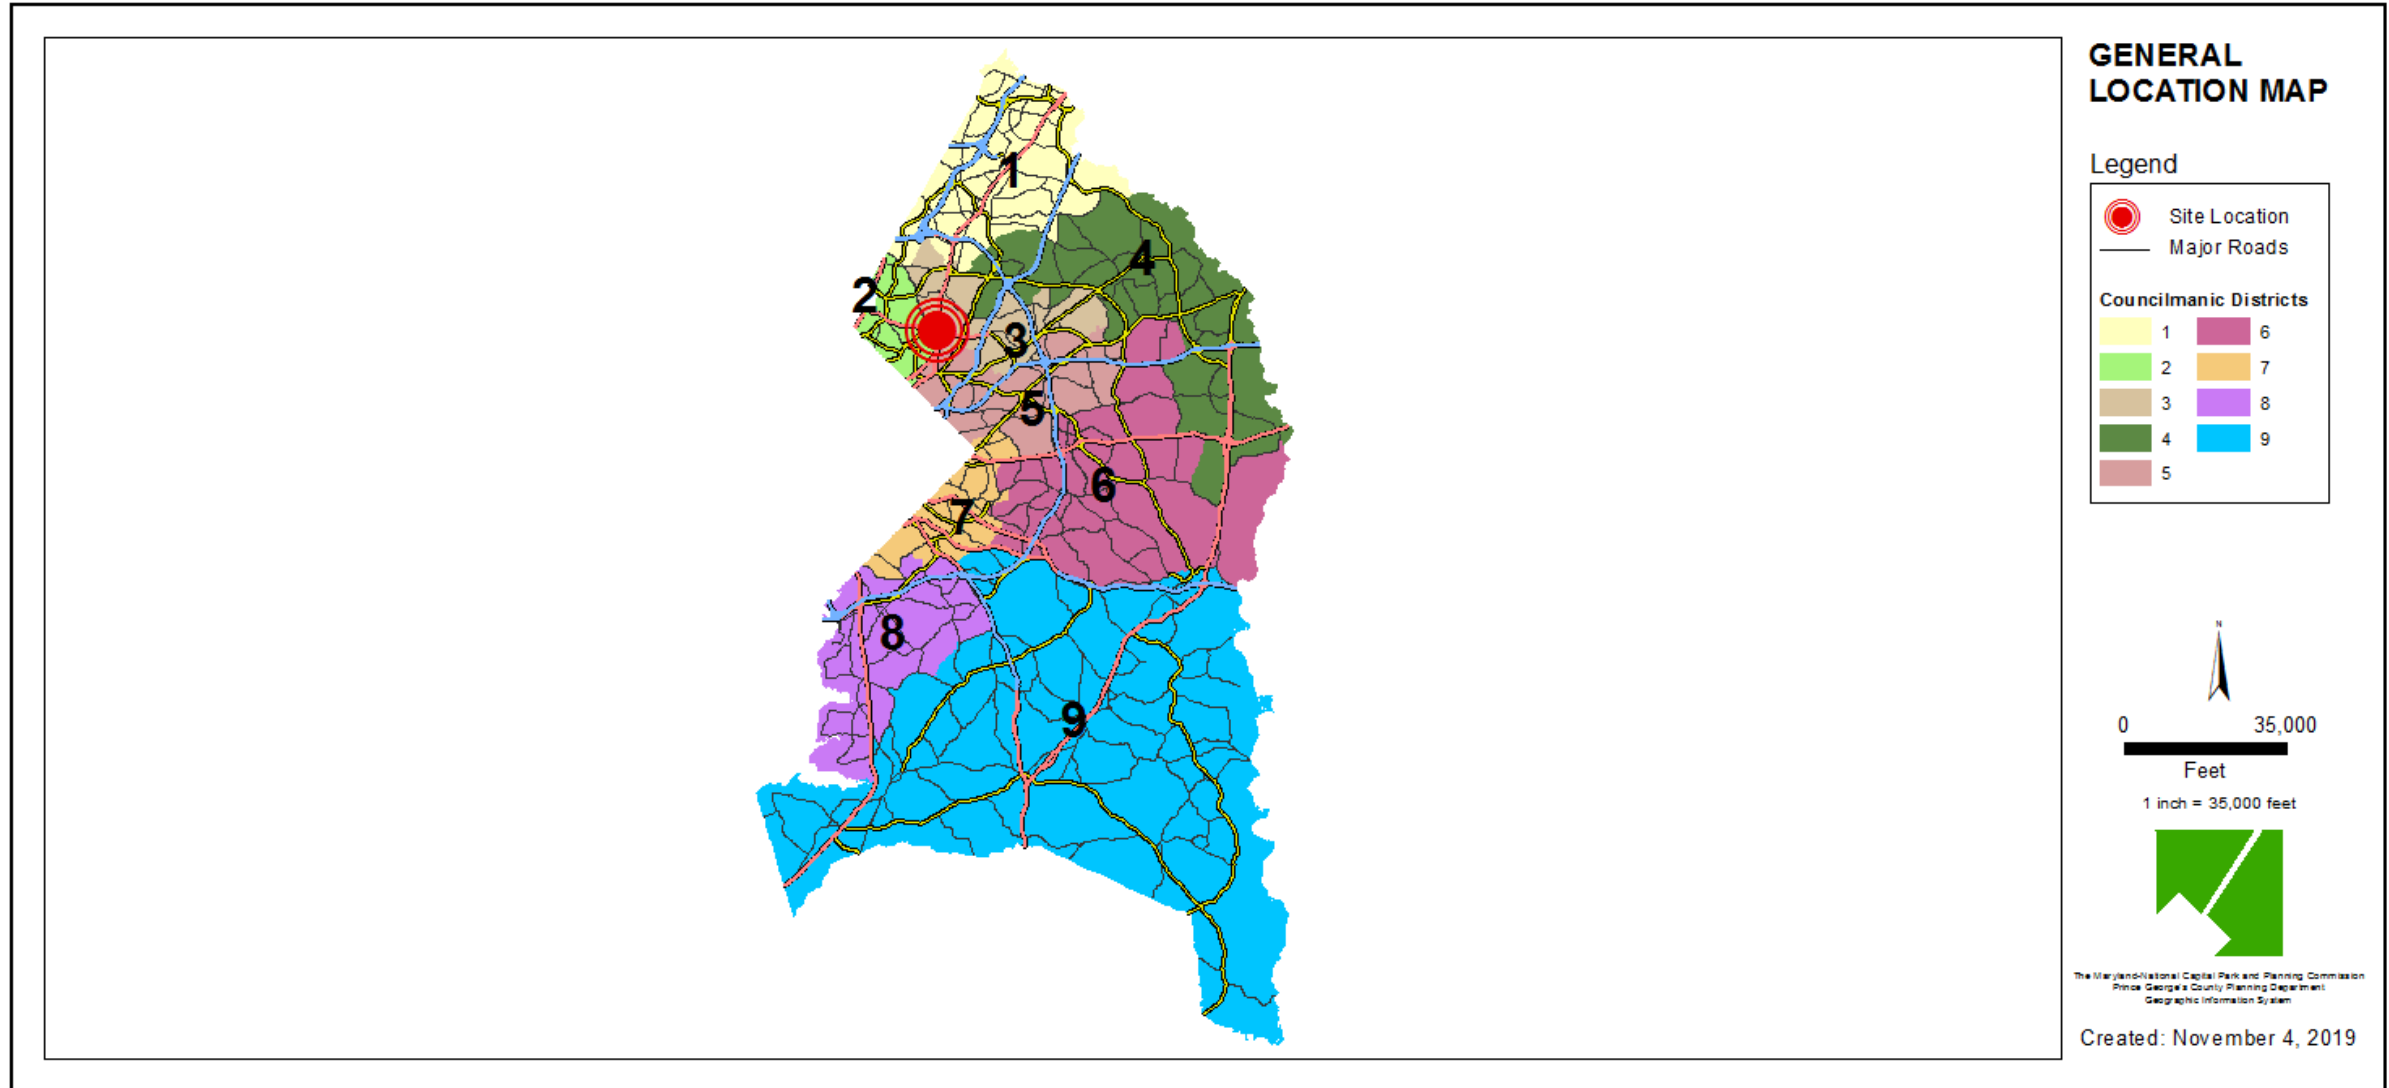 GENERAL
LOCATION MAP
Legend
Site Location
Major Roads
Councilmanic Districts
1 6
2 7
3 8
4 9
5
1
4
2
3
5
6
7
8
9
N
0 35,000
Feet
1 inch = 35,000 feet
The Maryland-National Capital Park and Planning Commission
Prince George's County Planning Department
Geographic Information System
Created: November 4, 2019